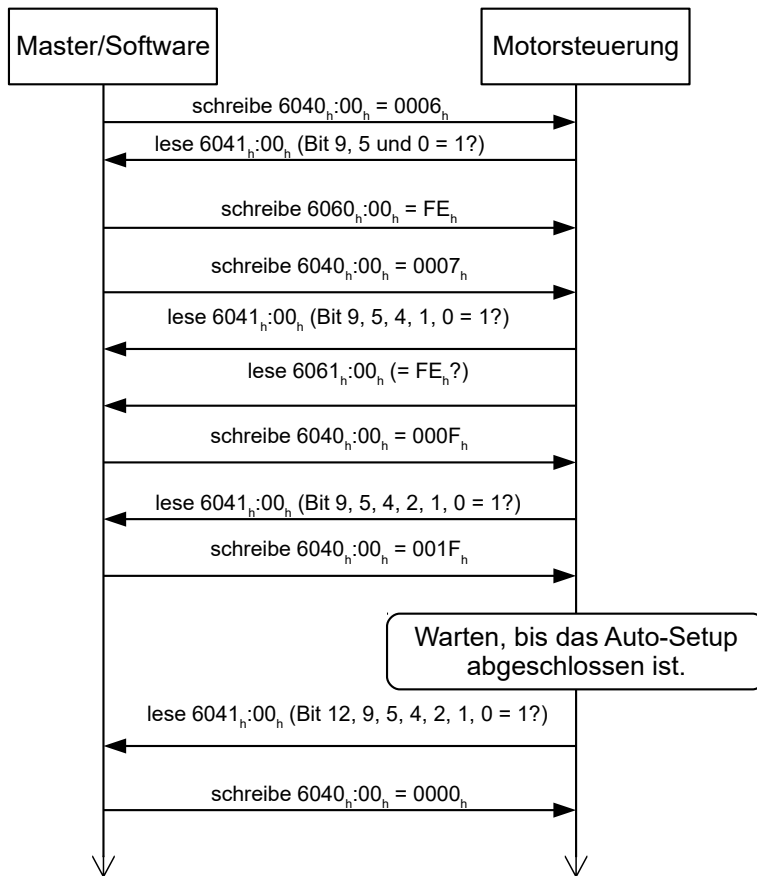 Master/Software
Motorsteuerung
schreibe 6040ₕ:00ₕ = 0006ₕ
lese 6041ₕ:00ₕ (Bit 9, 5 und 0 = 1?)
schreibe 6060ₕ:00ₕ = FEₕ
schreibe 6040ₕ:00ₕ = 0007ₕ
lese 6041ₕ:00ₕ (Bit 9, 5, 4, 1, 0 = 1?)
lese 6061ₕ:00ₕ (= FEₕ?)
schreibe 6040ₕ:00ₕ = 000Fₕ
lese 6041ₕ:00ₕ (Bit 9, 5, 4, 2, 1, 0 = 1?)
schreibe 6040ₕ:00ₕ = 001Fₕ
Warten, bis das Auto-Setup
abgeschlossen ist.
lese 6041ₕ:00ₕ (Bit 12, 9, 5, 4, 2, 1, 0 = 1?)
schreibe 6040ₕ:00ₕ = 0000ₕ